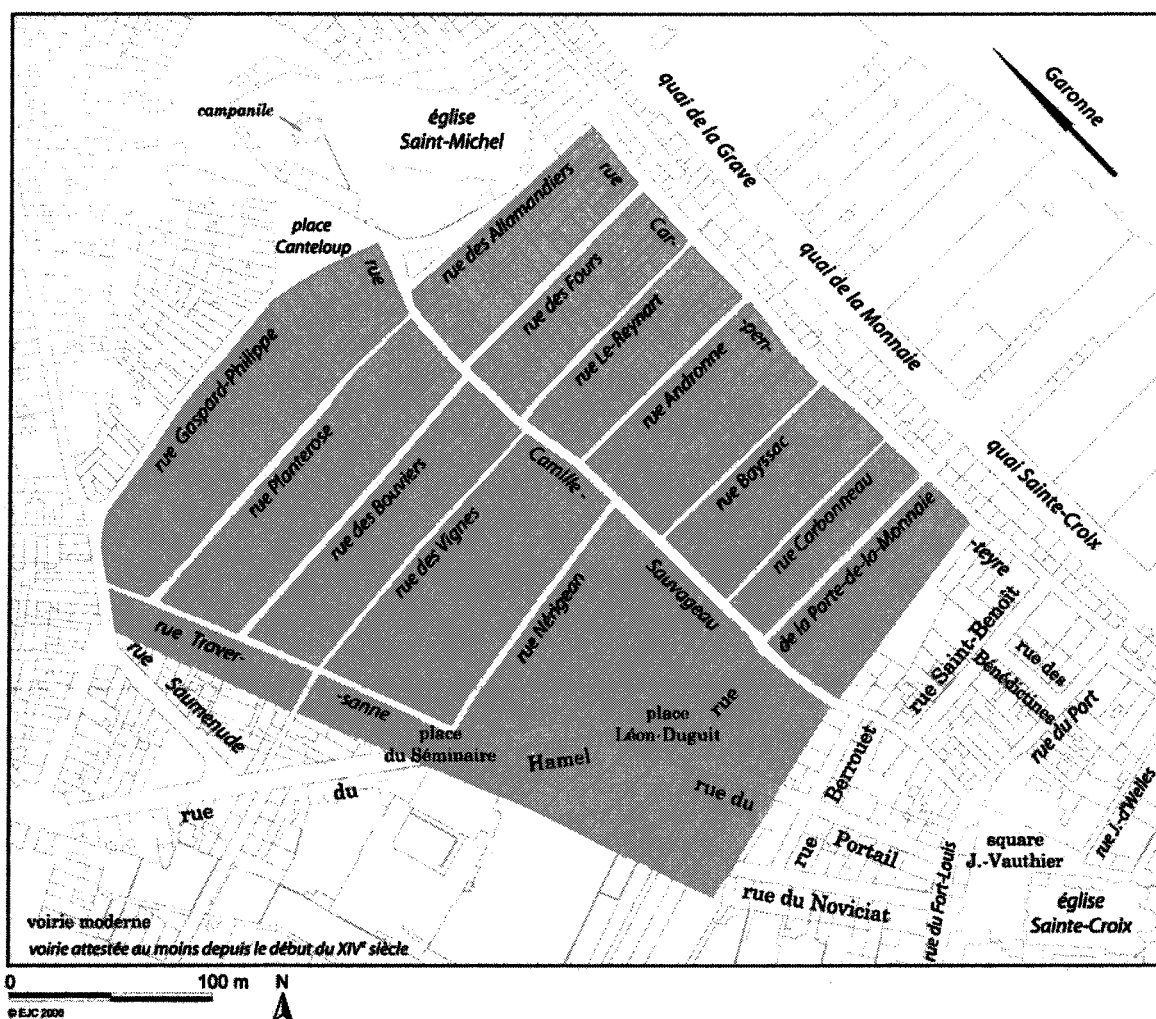 campanile
église
Saint-Michel
quai de la Grave
Garonne
place
Canteloup
rue
rue des Allamandiers
rue
Car-
rue des Fours
quai de la Monnaie
rue Gaspard-Philippe
rue Le-Reynart
-pen-
rue Andronne
rue Planterose
rue des Bouviers
Camille-
rue Bayssac
quai Sainte-Croix
rue des Vignes
rue Carbonneau
de la Porte-de-la-Monnaie
-teyre
Sauvageau
rue Nérigean
rue Saint-Benoît
rue des
Bénédictines
rue Traver-
-sanne
rue
Saumenude
rue du Port
place
du Séminaire
place
Léon-Duguit
rue
Hamel
rue du
rue Berrouet
Portail
rue du
rue J.-d'Welles
square
J.-Vauthier
rue du Noviciat
rue du Fort-Louis
église
Sainte-Croix
voirie moderne
voirie attestée au moins depuis le début du XIVe siècle
0 100 m N
© EJC 2006